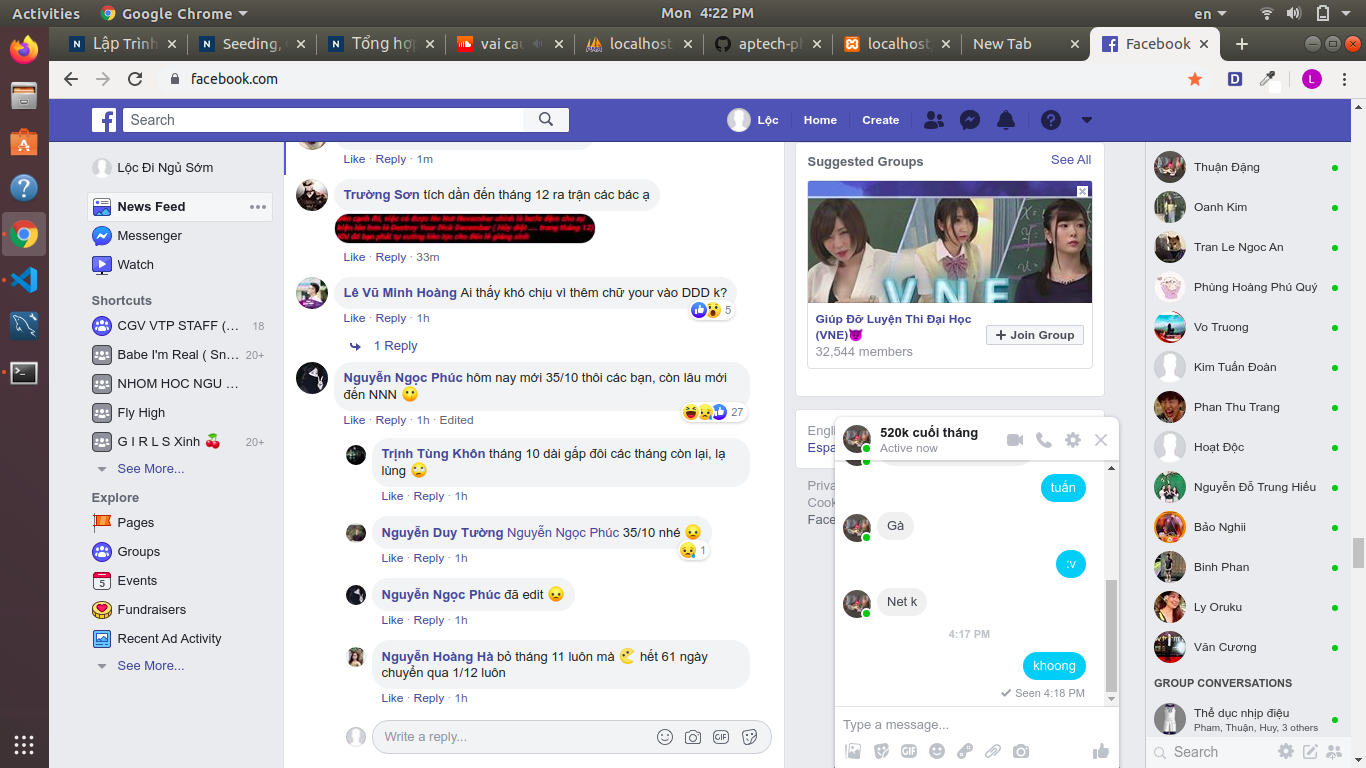 Activities
Google Chrome
Mon 4:22 PM
en
Lập Trình
Seeding, C
Tổng hợp
vai cau
localhost
aptech-ph
localhost
New Tab
Facebook
facebook.com
Search
Lộc
Home
Create
Lộc Đi Ngủ Sớm
News Feed
Messenger
Watch
Shortcuts
CGV VTP STAFF (... 18
Babe I'm Real ( Sn... 20+
NHOM HOC NGU ...
Fly High
G I R L S Xinh 🍒 20+
See More...
Explore
Pages
Groups
Events
5
Fundraisers
Recent Ad Activity
See More...
Like · Reply · 1m
Trường Sơn tích dần đến tháng 12 ra trận các bác ạ
Like · Reply · 33m
Lê Vũ Minh Hoàng Ai thấy khó chịu vì thêm chữ your vào DDD k?
5
Like · Reply · 1h
1 Reply
Nguyễn Ngọc Phúc hôm nay mới 35/10 thôi các bạn, còn lâu mới
đến NNN 😶
27
Like · Reply · 1h · Edited
Trịnh Tùng Khôn tháng 10 dài gấp đôi các tháng còn lại, lạ
lùng 🙄
Like · Reply · 1h
Nguyễn Duy Tường Nguyễn Ngọc Phúc 35/10 nhé 😥
1
Like · Reply · 1h
Nguyễn Ngọc Phúc đã edit 😠
Like · Reply · 1h
Nguyễn Hoàng Hà bỏ tháng 11 luôn mà hết 61 ngày
chuyển qua 1/12 luôn
Like · Reply · 1h
Write a reply...
GIF
Suggested Groups
See All
VNE
Giúp Đỡ Luyện Thi Đại Học
(VNE)😈
32,544 members
+ Join Group
Engli
Espa
Priva
Cook
Face
520k cuối tháng
Active now
tuấn
Gà
:v
Net k
4:17 PM
khoong
Seen 4:18 PM
Type a message...
GIF
Thuận Đặng
Oanh Kim
Tran Le Ngoc An
Phùng Hoàng Phú Quý
Vo Truong
Kim Tuấn Đoàn
Phan Thu Trang
Hoạt Độc
Nguyễn Đỗ Trung Hiếu
Bảo Nghii
Binh Phan
Ly Oruku
Văn Cương
GROUP CONVERSATIONS
Thể dục nhịp điệu
Pham, Thuận, Huy, 3 others
Search